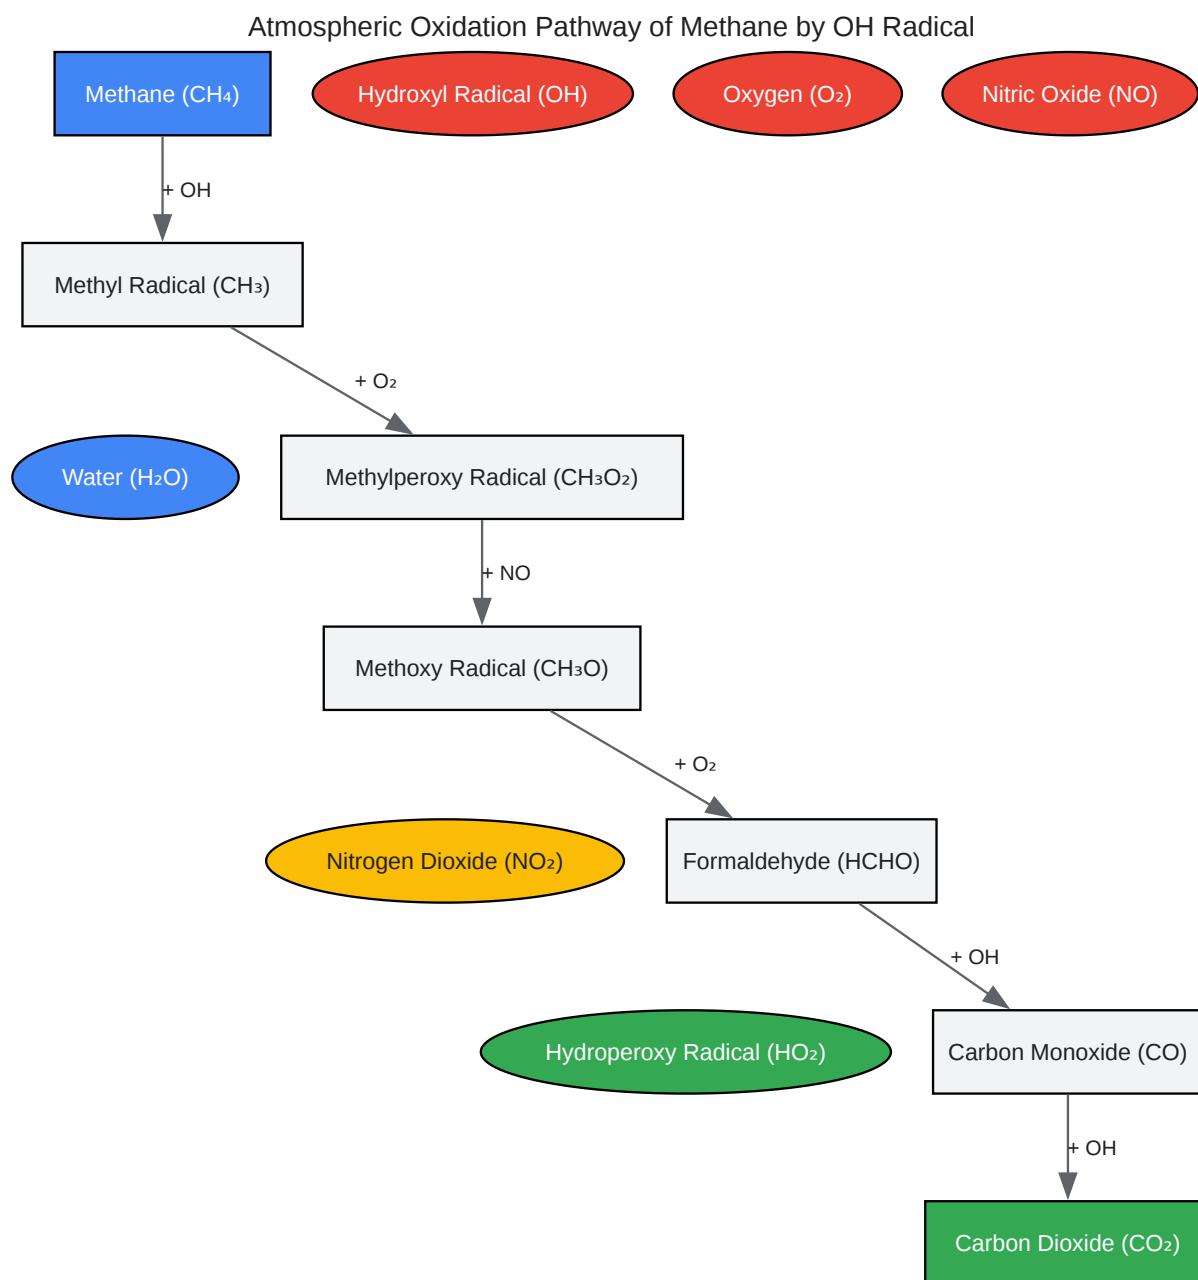 Atmospheric Oxidation Pathway of Methane by OH Radical
Methane (CH₄)
Hydroxyl Radical (OH)
Oxygen (O₂)
Nitric Oxide (NO)
+ OH
Methyl Radical (CH₃)
+ O₂
Water (H₂O)
Methylperoxy Radical (CH₃O₂)
+ NO
Methoxy Radical (CH₃O)
+ O₂
Nitrogen Dioxide (NO₂)
Formaldehyde (HCHO)
+ OH
Hydroperoxy Radical (HO₂)
Carbon Monoxide (CO)
+ OH
Carbon Dioxide (CO₂)